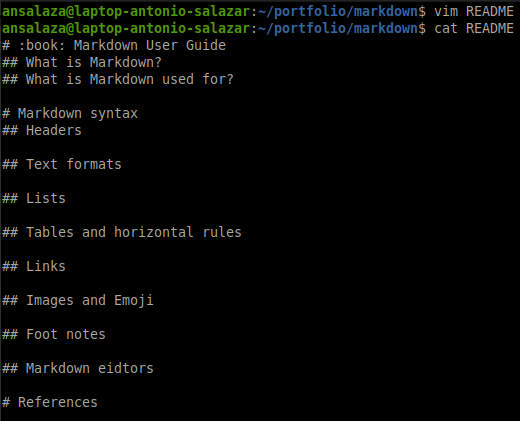 ansalaza@laptop-antonio-salazar:~/portfolio/markdown$ vim README
ansalaza@laptop-antonio-salazar:~/portfolio/markdown$ cat README
# :book: Markdown User Guide
## What is Markdown?
## What is Markdown used for?
# Markdown syntax
## Headers
## Text formats
## Lists
## Tables and horizontal rules
## Links
## Images and Emoji
## Foot notes
## Markdown eidtors
# References